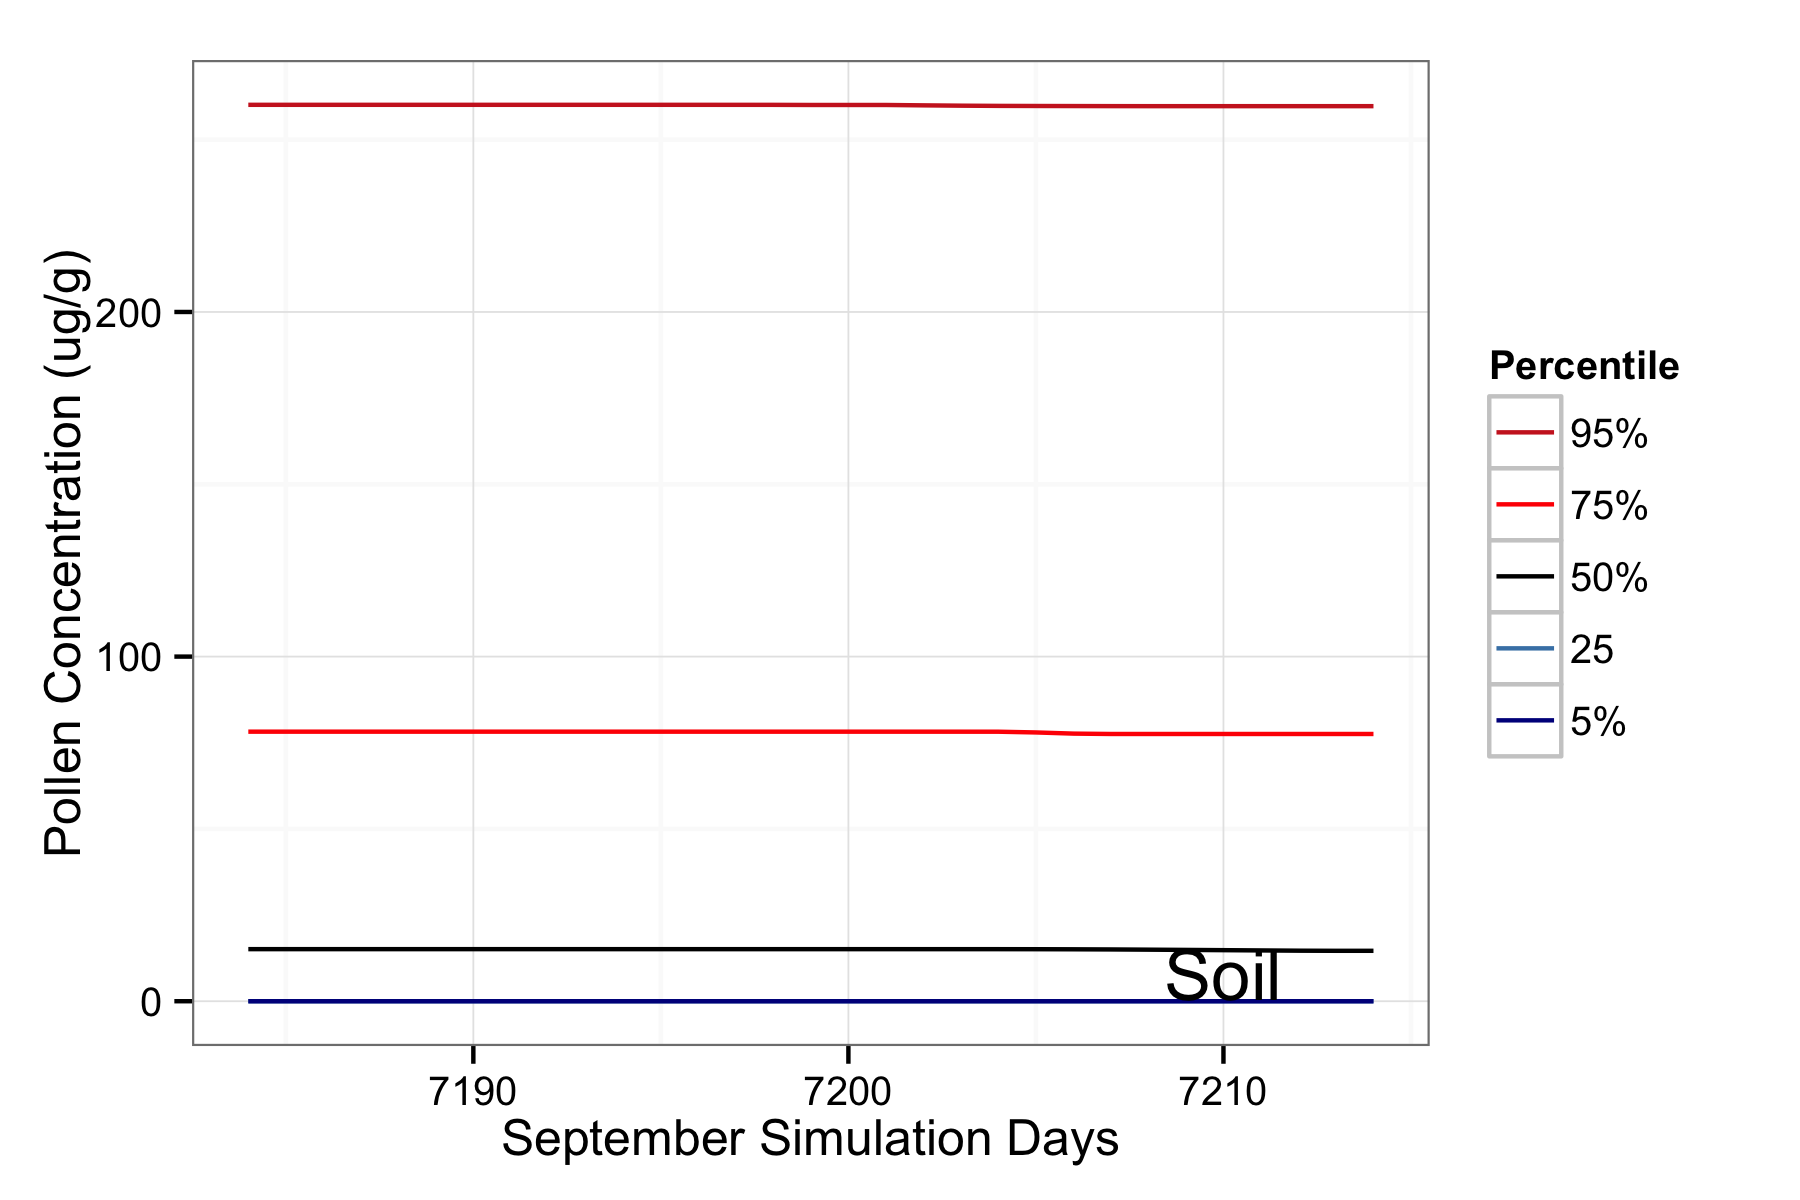 Pollen Concentration (ug/g)
200
100
0
Soil
7190
7200
7210
September Simulation Days
Percentile
95%
75%
50%
25
5%